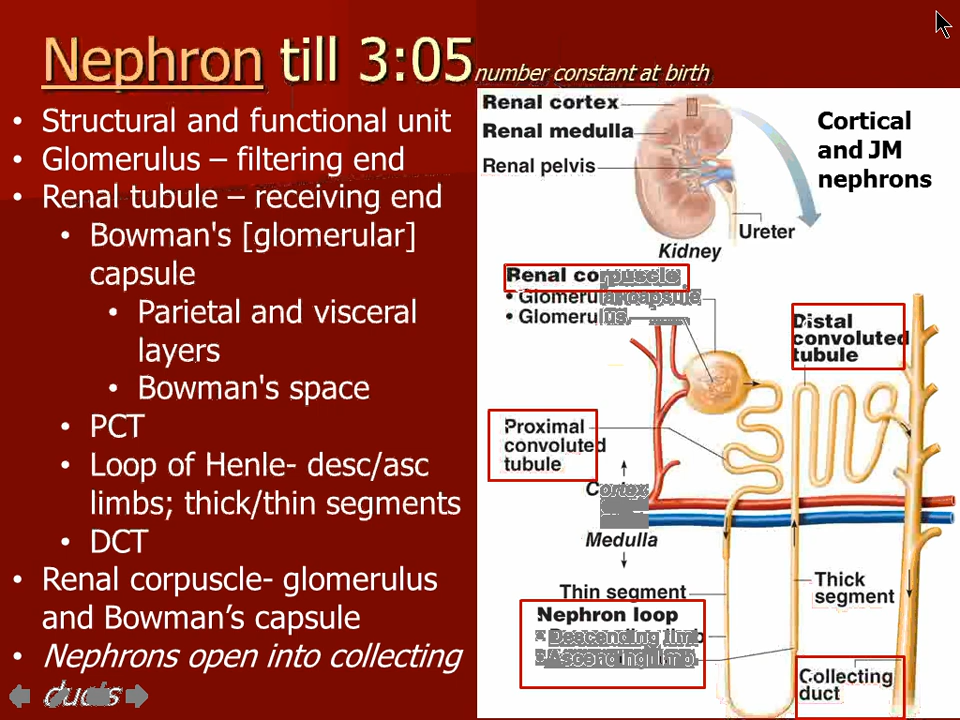 Nephron till 3:05 number constant at birth
• Structural and functional unit
• Glomerulus – filtering end
• Renal tubule – receiving end
• Bowman's [glomerular]
capsule
• Parietal and visceral
layers
• Bowman's space
• PCT
• Loop of Henle- desc/asc
limbs; thick/thin segments
• DCT
• Renal corpuscle- glomerulus
and Bowman’s capsule
• Nephrons open into collecting
ducts
Renal cortex
Renal medulla
Renal pelvis
Cortical
and JM
nephrons
Ureter
Kidney
Renal corpuscle
• Glomerular capsule
• Glomerulus
Distal
convoluted
tubule
Proximal
convoluted
tubule
Cortex
Medulla
Thin segment
Thick
segment
Nephron loop
• Descending limb
• Ascending limb
Collecting
duct